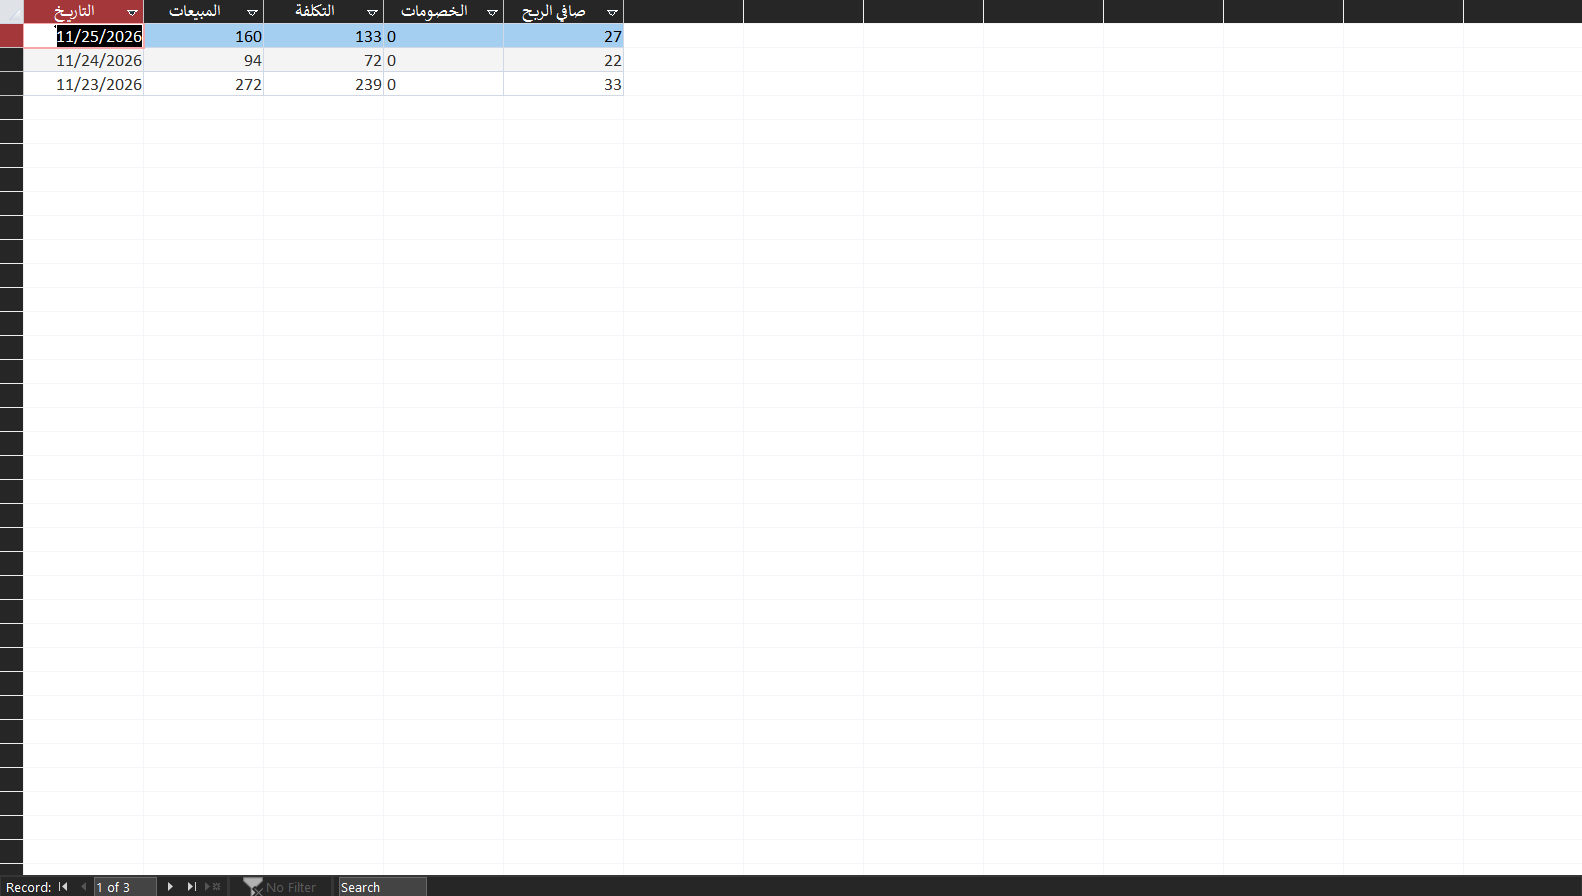 التاريخ المبيعات التكلفة الخصومات صافي الربح
11/25/2026 160 133 0 27
11/24/2026 94 72 0 22
11/23/2026 272 239 0 33
Record: 1 of 3 No Filter Search